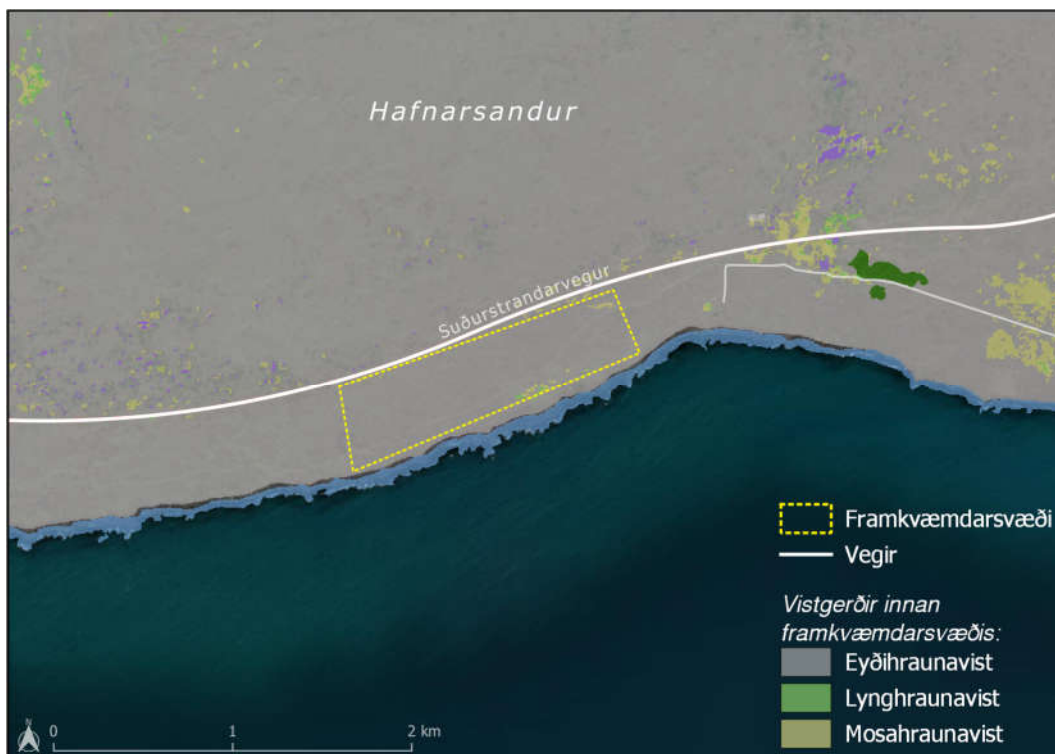 Hafnarsandur
Suðurstrandarvegur
Framkvæmdarsvæði
Vegir
Vistgerðir innan
framkvæmdarsvæðis:
Eyðihraunavist
Lynghraunavist
Mosahraunavist
N
0 1 2 km